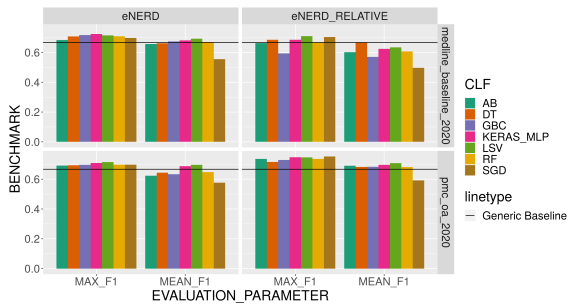 eNERD
eNERD_RELATIVE
BENCHMARK
0.6
0.4
0.2
0.0
medline_baseline_2020
0.6
0.4
0.2
0.0
pmc_oa_2020
MAX_F1
MEAN_F1
MAX_F1
MEAN_F1
EVALUATION_PARAMETER
CLF
AB
DT
GBC
KERAS_MLP
LSV
RF
SGD
linetype
Generic Baseline